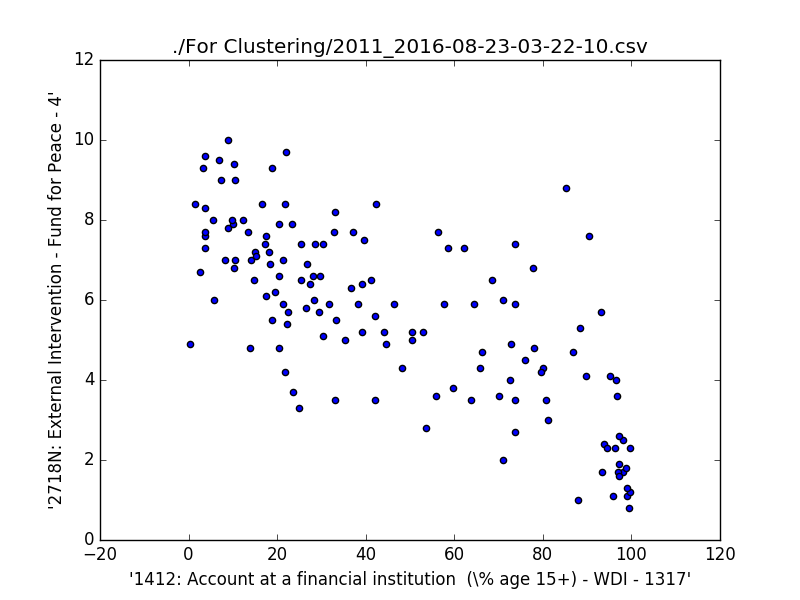 ./For Clustering/2011_2016-08-23-03-22-10.csv
12
10
8
6
4
2
0
'2718N: External Intervention - Fund for Peace - 4'
−20 0 20 40 60 80 100 120
'1412: Account at a financial institution  (\% age 15+) - WDI - 1317'